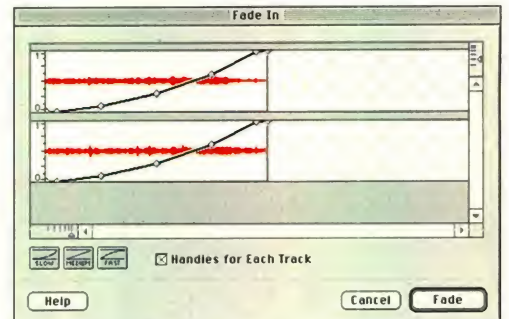 Fade In
1
0
1
0
SLOW MEDIUM FAST
Handles for Each Track
Help Cancel Fade